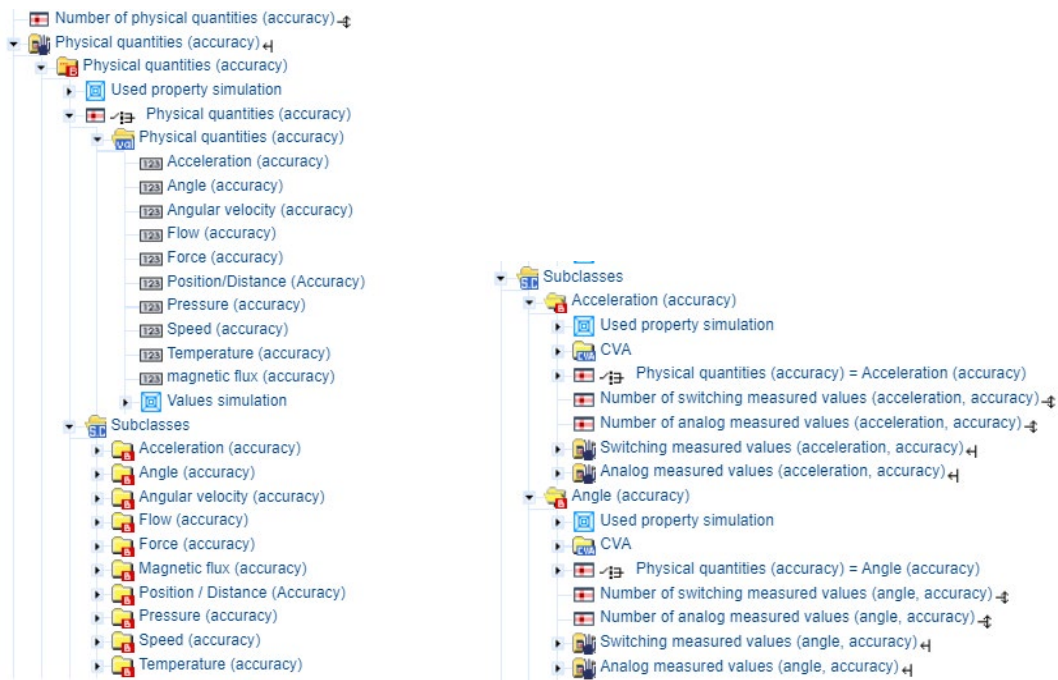 Number of physical quantities (accuracy)
Physical quantities (accuracy)
Physical quantities (accuracy)
Used property simulation
Physical quantities (accuracy)
Physical quantities (accuracy)
Acceleration (accuracy)
Angle (accuracy)
Angular velocity (accuracy)
Flow (accuracy)
Force (accuracy)
Position/Distance (Accuracy)
Pressure (accuracy)
Speed (accuracy)
Temperature (accuracy)
magnetic flux (accuracy)
Values simulation
Subclasses
Acceleration (accuracy)
Angle (accuracy)
Angular velocity (accuracy)
Flow (accuracy)
Force (accuracy)
Magnetic flux (accuracy)
Position / Distance (Accuracy)
Pressure (accuracy)
Speed (accuracy)
Temperature (accuracy)
Subclasses
Acceleration (accuracy)
Used property simulation
CVA
Physical quantities (accuracy) = Acceleration (accuracy)
Number of switching measured values (acceleration, accuracy)
Number of analog measured values (acceleration, accuracy)
Switching measured values (acceleration, accuracy)
Analog measured values (acceleration, accuracy)
Angle (accuracy)
Used property simulation
CVA
Physical quantities (accuracy) = Angle (accuracy)
Number of switching measured values (angle, accuracy)
Number of analog measured values (angle, accuracy)
Switching measured values (angle, accuracy)
Analog measured values (angle, accuracy)